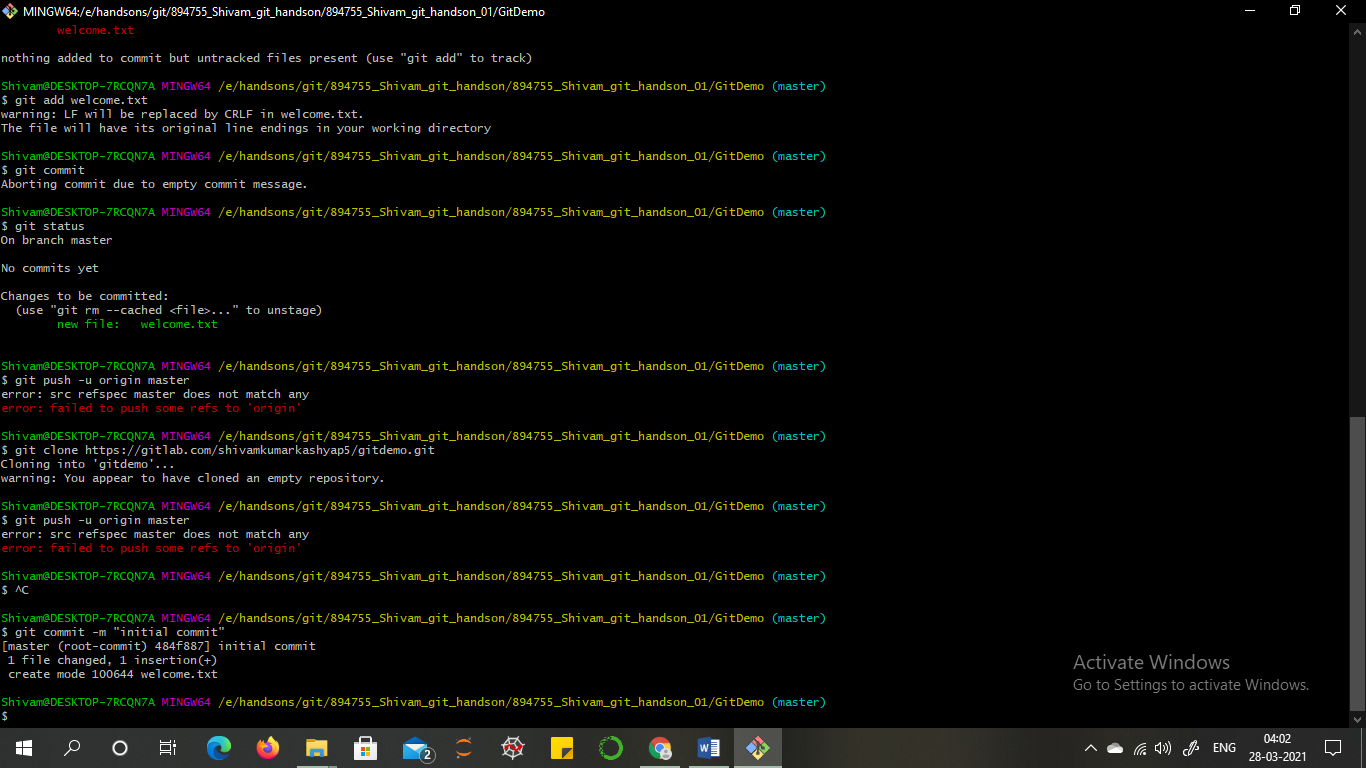 MINGW64:/e/handsons/git/894755_Shivam_git_handson/894755_Shivam_git_handson_01/GitDemo
welcome.txt
nothing added to commit but untracked files present (use "git add" to track)
Shivam@DESKTOP-7RCQN7A MINGW64 /e/handsons/git/894755_Shivam_git_handson/894755_Shivam_git_handson_01/GitDemo (master)
$ git add welcome.txt
warning: LF will be replaced by CRLF in welcome.txt.
The file will have its original line endings in your working directory
Shivam@DESKTOP-7RCQN7A MINGW64 /e/handsons/git/894755_Shivam_git_handson/894755_Shivam_git_handson_01/GitDemo (master)
$ git commit
Aborting commit due to empty commit message.
Shivam@DESKTOP-7RCQN7A MINGW64 /e/handsons/git/894755_Shivam_git_handson/894755_Shivam_git_handson_01/GitDemo (master)
$ git status
On branch master
No commits yet
Changes to be committed:
(use "git rm --cached <file>..." to unstage)
new file:   welcome.txt
Shivam@DESKTOP-7RCQN7A MINGW64 /e/handsons/git/894755_Shivam_git_handson/894755_Shivam_git_handson_01/GitDemo (master)
$ git push -u origin master
error: src refspec master does not match any
error: failed to push some refs to 'origin'
Shivam@DESKTOP-7RCQN7A MINGW64 /e/handsons/git/894755_Shivam_git_handson/894755_Shivam_git_handson_01/GitDemo (master)
$ git clone https://gitlab.com/shivamkumarkashyap5/gitdemo.git
Cloning into 'gitdemo'...
warning: You appear to have cloned an empty repository.
Shivam@DESKTOP-7RCQN7A MINGW64 /e/handsons/git/894755_Shivam_git_handson/894755_Shivam_git_handson_01/GitDemo (master)
$ git push -u origin master
error: src refspec master does not match any
error: failed to push some refs to 'origin'
Shivam@DESKTOP-7RCQN7A MINGW64 /e/handsons/git/894755_Shivam_git_handson/894755_Shivam_git_handson_01/GitDemo (master)
$ ^C
Shivam@DESKTOP-7RCQN7A MINGW64 /e/handsons/git/894755_Shivam_git_handson/894755_Shivam_git_handson_01/GitDemo (master)
$ git commit -m "initial commit"
[master (root-commit) 484f887] initial commit
1 file changed, 1 insertion(+)
create mode 100644 welcome.txt
Shivam@DESKTOP-7RCQN7A MINGW64 /e/handsons/git/894755_Shivam_git_handson/894755_Shivam_git_handson_01/GitDemo (master)
$
Activate Windows
Go to Settings to activate Windows.
2
ENG
04:02
28-03-2021